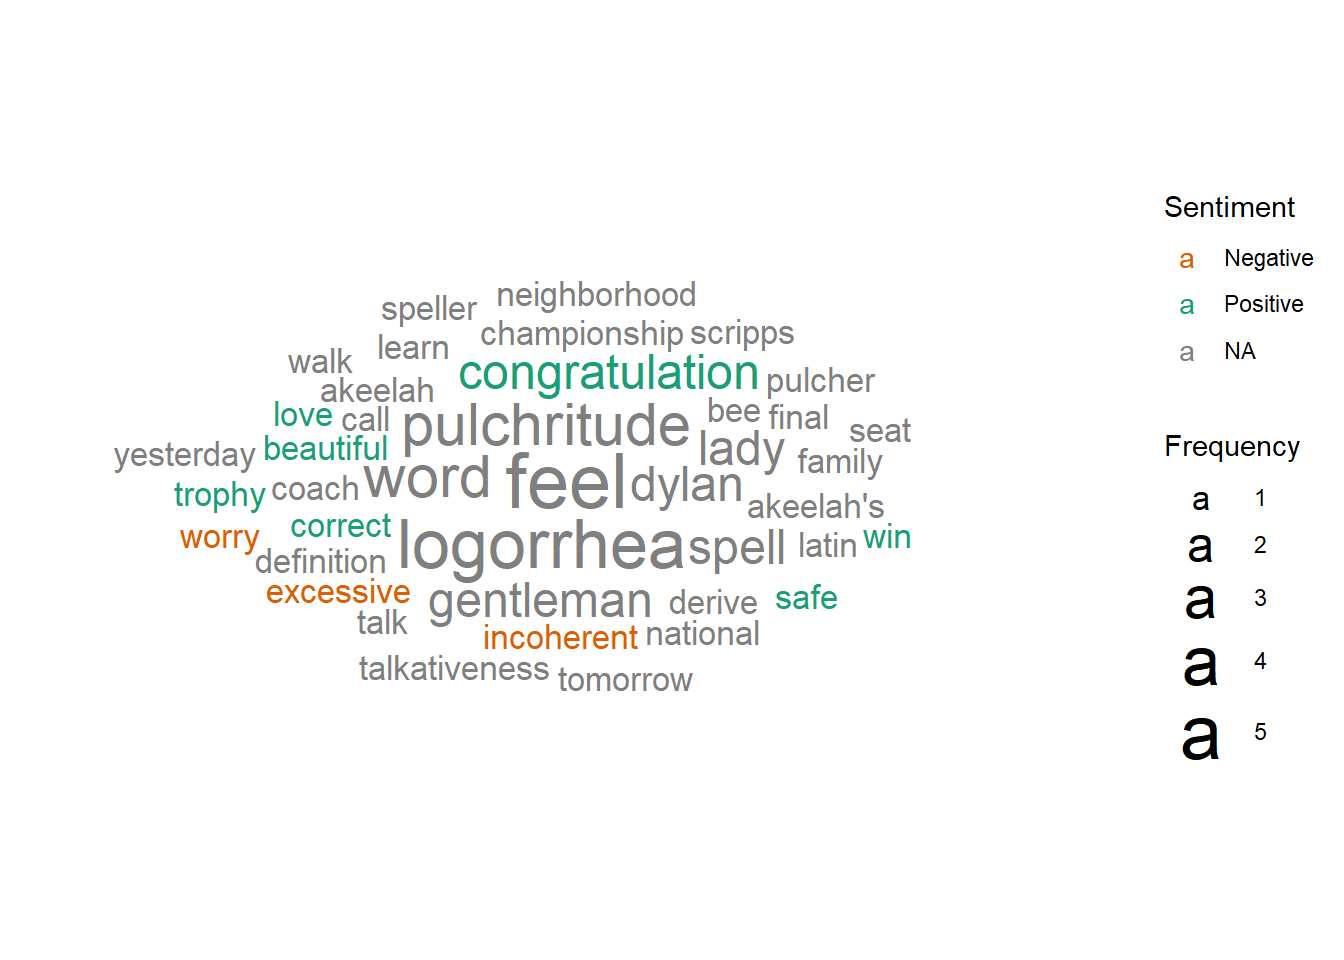 neighborhood
speller
championship scripps
learn
walk
congratulation pulcher
akeelah
love call pulchritude bee final
seat
yesterday beautiful lady family
word feel dylan
trophy coach akeelah's
worry correct logorrhea spell latin win
definition
excessive gentleman derive safe
talk
incoherent national
talkativeness tomorrow
Sentiment
a Negative
a Positive
a NA
Frequency
a 1
a 2
a 3
a 4
a 5